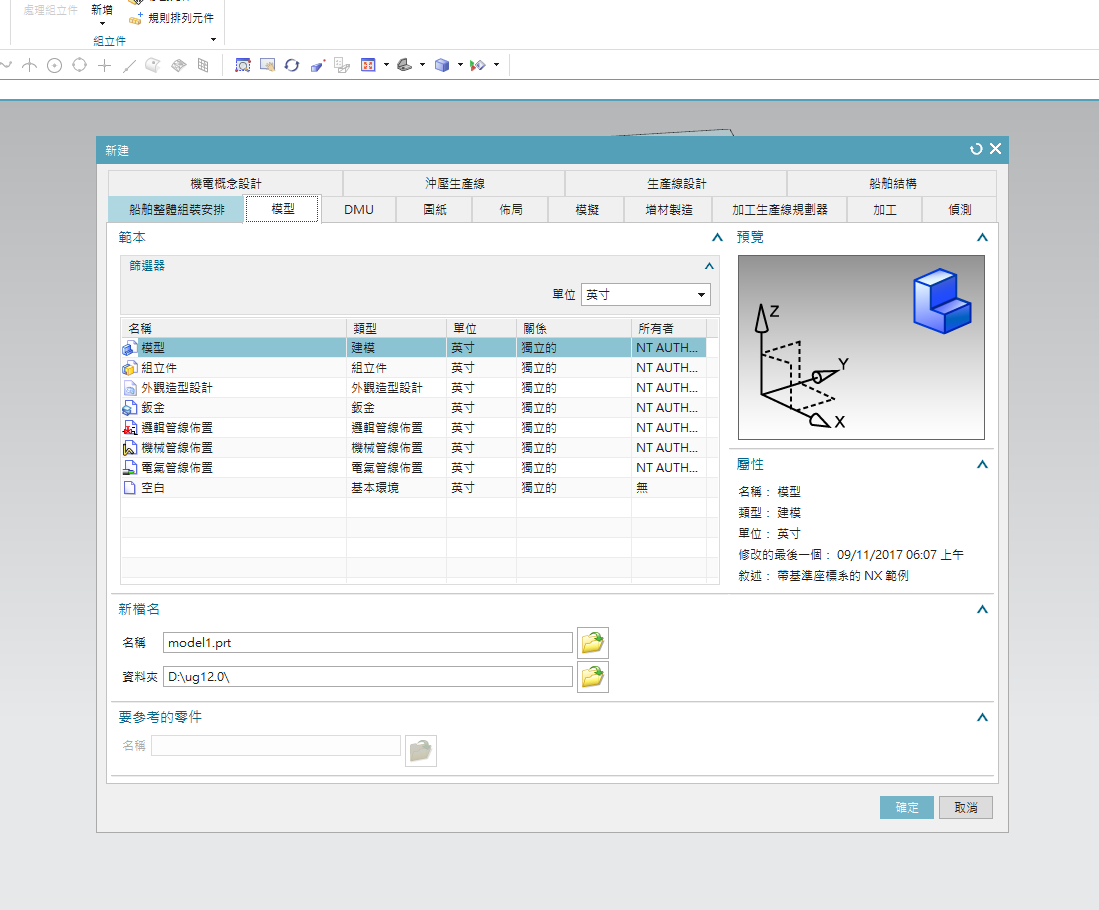 處理組立件
新增
規則排列元件
組立件
新建
機電概念設計 沖壓生產線 生產線設計 船舶結構
船舶整體組裝安排 模型 DMU 圖紙 佈局 模擬 增材製造 加工生產線規劃器 加工 偵測
範本
預覽
篩選器
單位 英寸
名稱 類型 單位 關係 所有者
模型 建模 英寸 獨立的 NT AUTH...
組立件 組立件 英寸 獨立的 NT AUTH...
外觀造型設計 外觀造型設計 英寸 獨立的 NT AUTH...
鈑金 鈑金 英寸 獨立的 NT AUTH...
邏輯管線佈置 邏輯管線佈置 英寸 獨立的 NT AUTH...
機械管線佈置 機械管線佈置 英寸 獨立的 NT AUTH...
電氣管線佈置 電氣管線佈置 英寸 獨立的 NT AUTH...
空白 基本環境 英寸 獨立的 無
Z
Y
X
屬性
名稱： 模型
類型： 建模
單位： 英寸
修改的最後一個： 09/11/2017 06:07 上午
敘述： 帶基準座標系的 NX 範例
新檔名
名稱 model1.prt
資料夾 D:\ug12.0\
要參考的零件
名稱
確定 取消